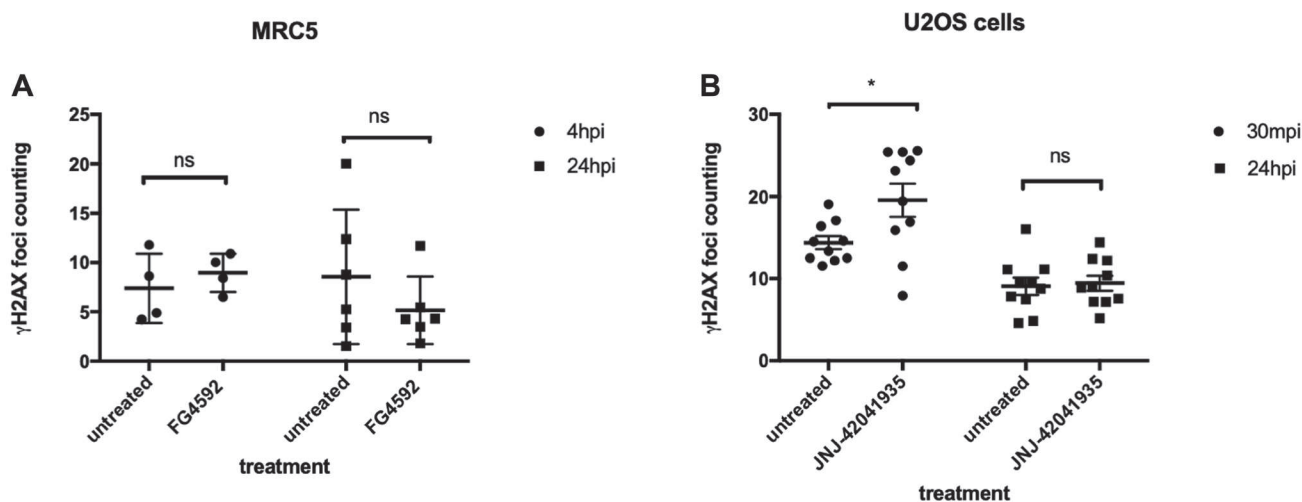 MRC5
A
γH2AX foci counting
25
20
15
10
5
0
ns
ns
4hpi
24hpi
untreated
FG4592
untreated
FG4592
treatment
U2OS cells
B
γH2AX foci counting
30
20
10
0
*
ns
30mpi
24hpi
untreated
JNJ-42041935
untreated
JNJ-42041935
treatment